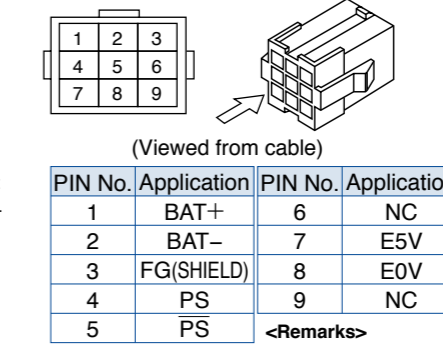 1 2 3
4 5 6
7 8 9
(Viewed from cable)
PIN No. Application PIN No. Applicatio
1 BAT+ 6 NC
2 BAT− 7 E5V
3 FG(SHIELD) 8 E0V
4 PS 9 NC
5 P̅S̅ <Remarks>